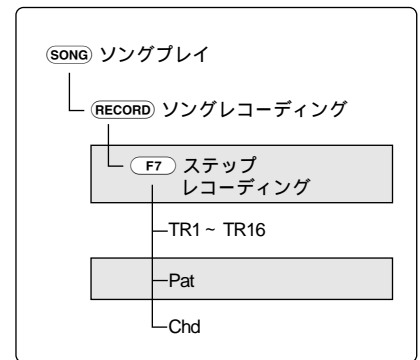 SONG ソングプレイ
RECORD ソングレコーディング
F7 ステップ
レコーディング
TR1 ~ TR16
Pat
Chd